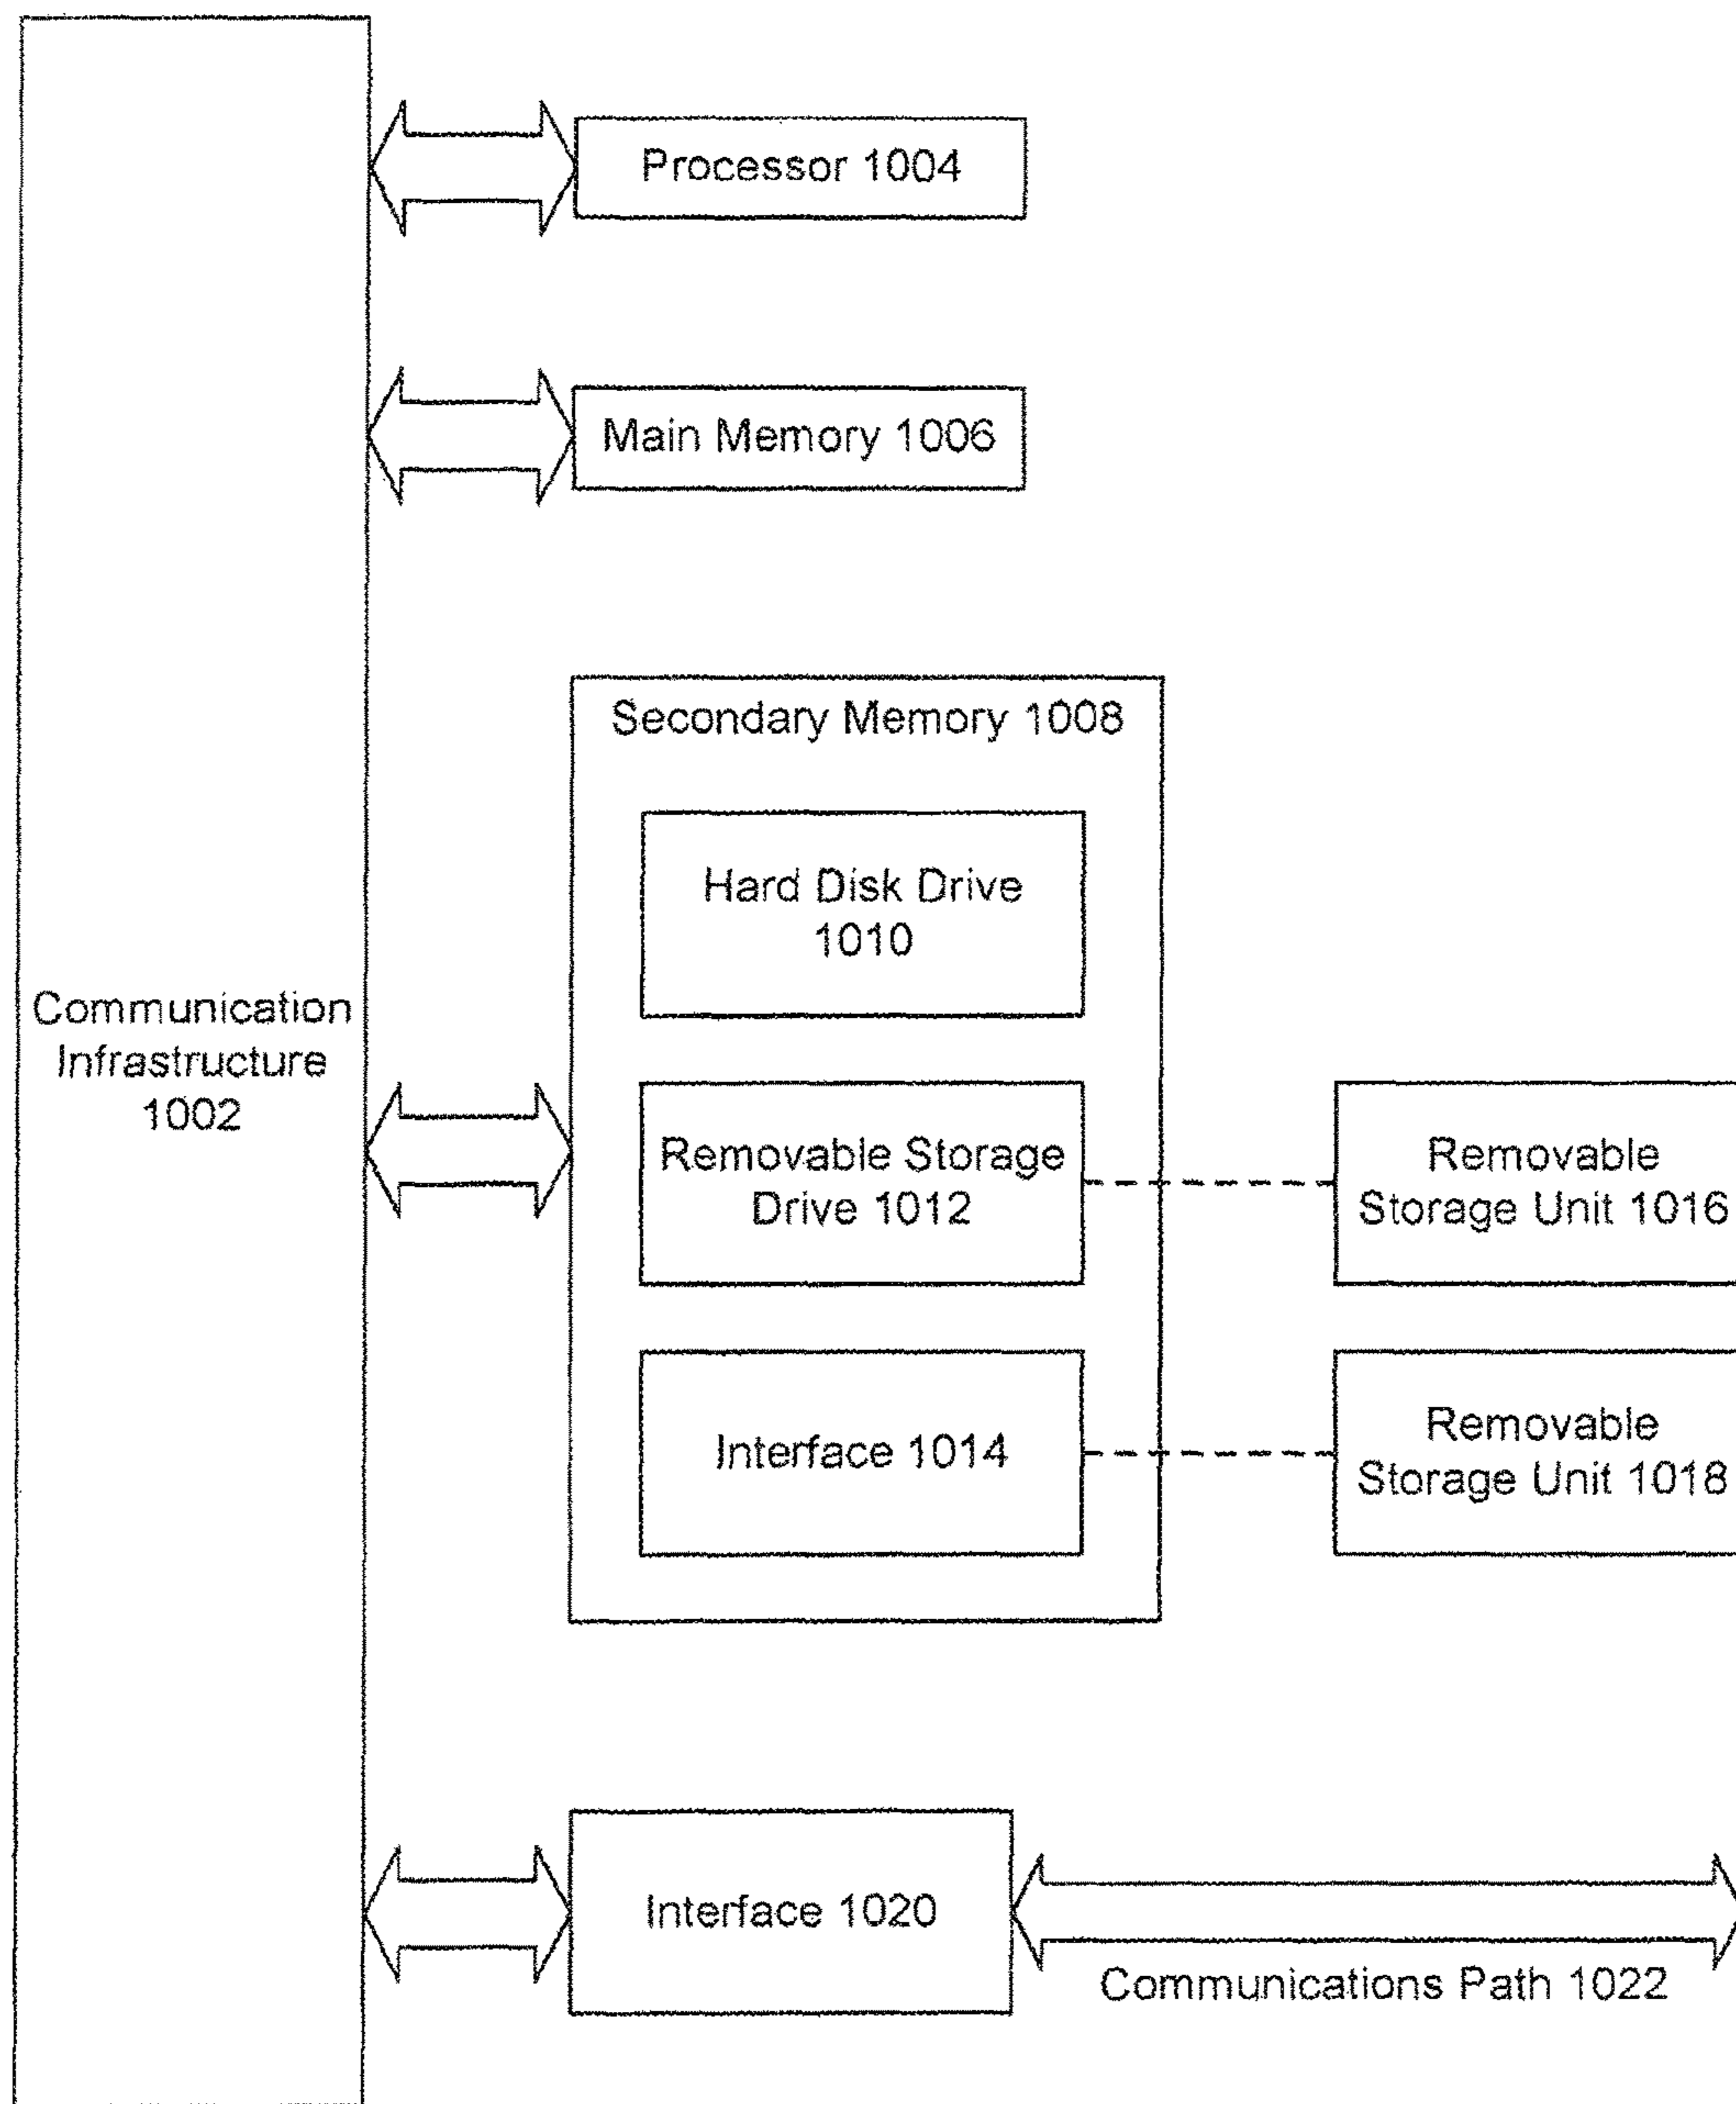 Processor 1004
Main Memory 1006
Secondary Memory 1008
Hard Disk Drive
1010
Communication
Infrastructure
1002
Removable Storage
Drive 1012
Removable
Storage Unit 1016
Interface 1014
Removable
Storage Unit 1018
Interface 1020
Communications Path 1022